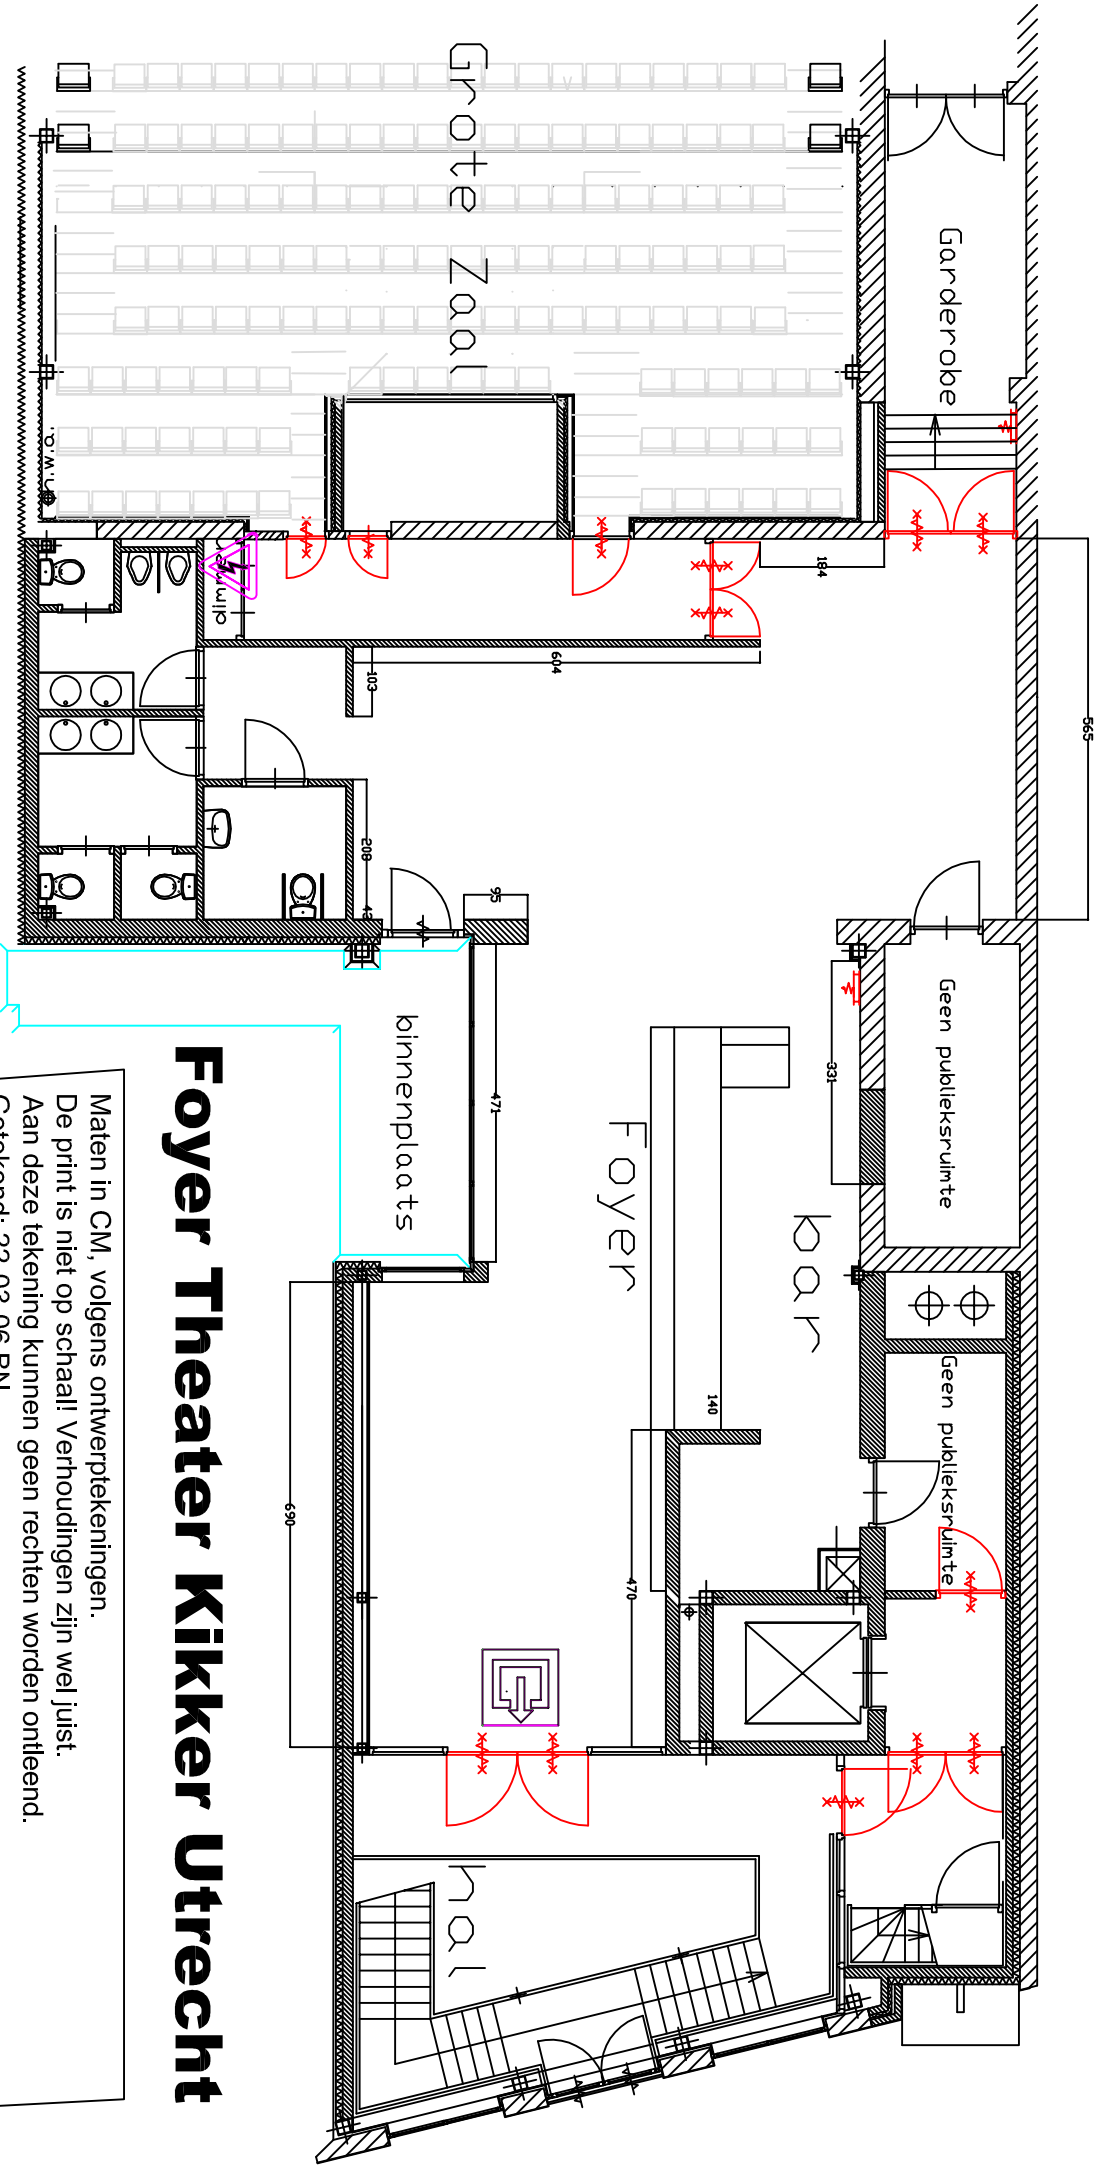 Grote Zaal
Garderobe
184
565
604
103
208
95
471
331
binnenplaats
Foyer
bar
Geen publieksruimte
Geen publieksruimte
140
470
690
hal
Foyer Theater Kikker Utrecht
Maten in CM, volgens ontwerptekeningen.
De print is niet op schaal! Verhoudingen zijn wel juist.
Aan deze tekening kunnen geen rechten worden ontleend.